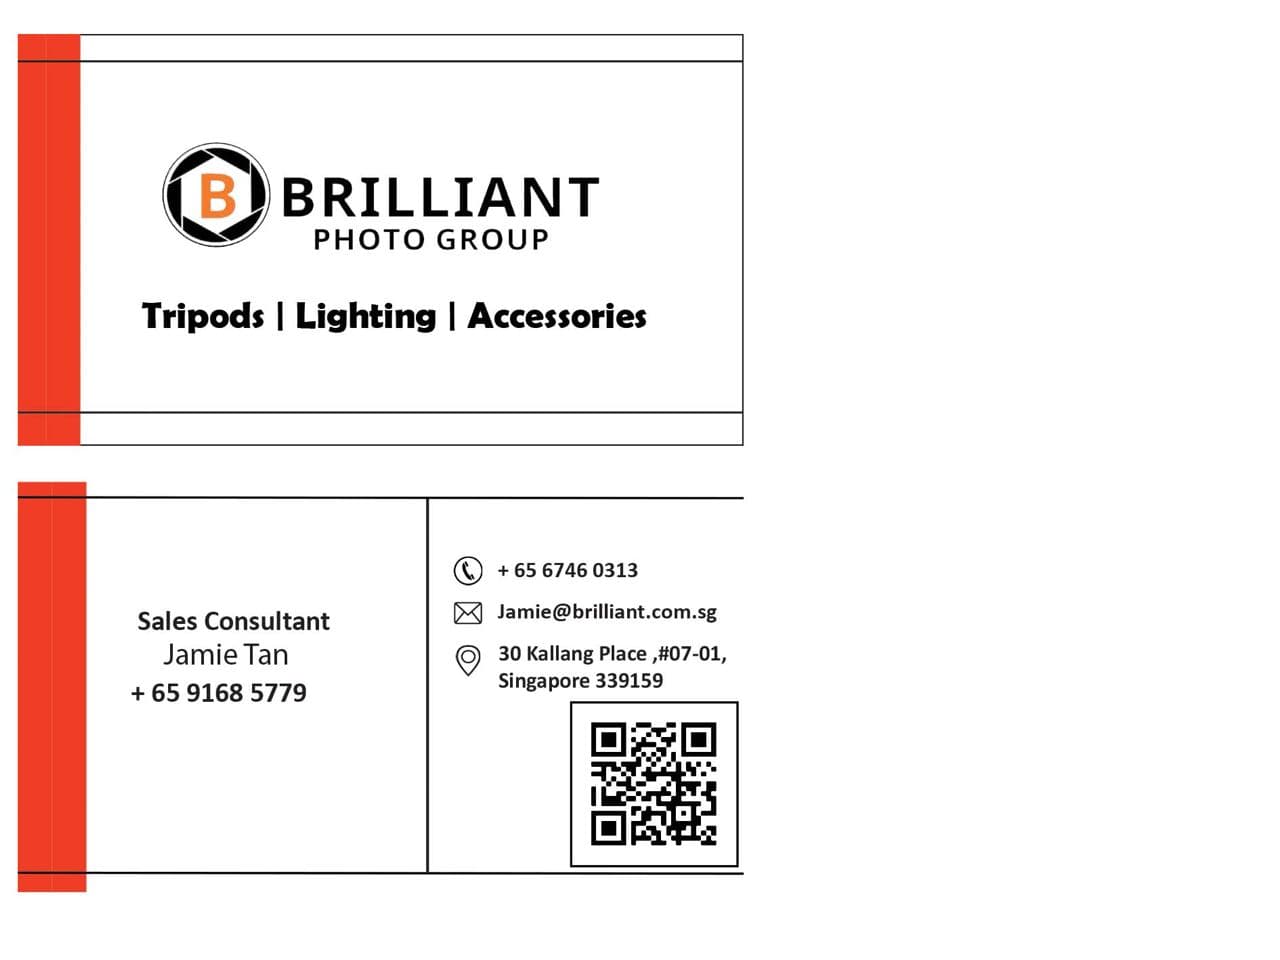 B BRILLIANT
PHOTO GROUP
Tripods | Lighting | Accessories
Sales Consultant
Jamie Tan
+ 65 9168 5779
+ 65 6746 0313
Jamie@brilliant.com.sg
30 Kallang Place ,#07-01,
Singapore 339159